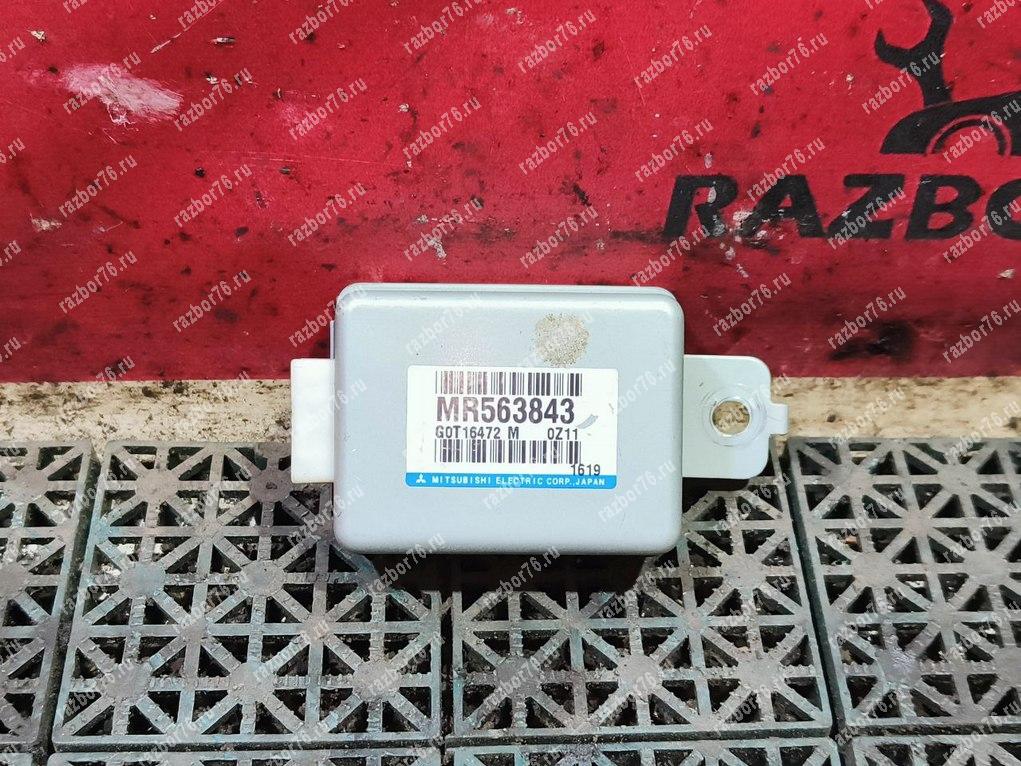 RAZBO
MR563843
G0T16472 M 0Z11
1619
MITSUBISHI ELECTRIC CORP., JAPAN
razbor76.ru